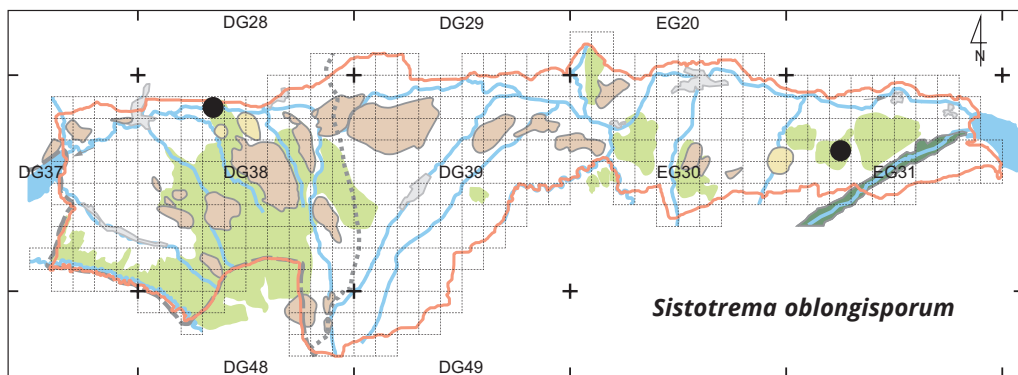 DG28 DG29 EG20
N
DG37 DG38 DG39 EG30 EG31
Sistotrema oblongisporum
DG48 DG49